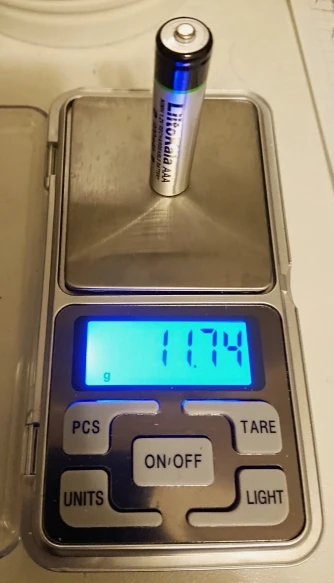 LiitoKala AAA
11.74
g
PCS
TARE
ON/OFF
UNITS
LIGHT